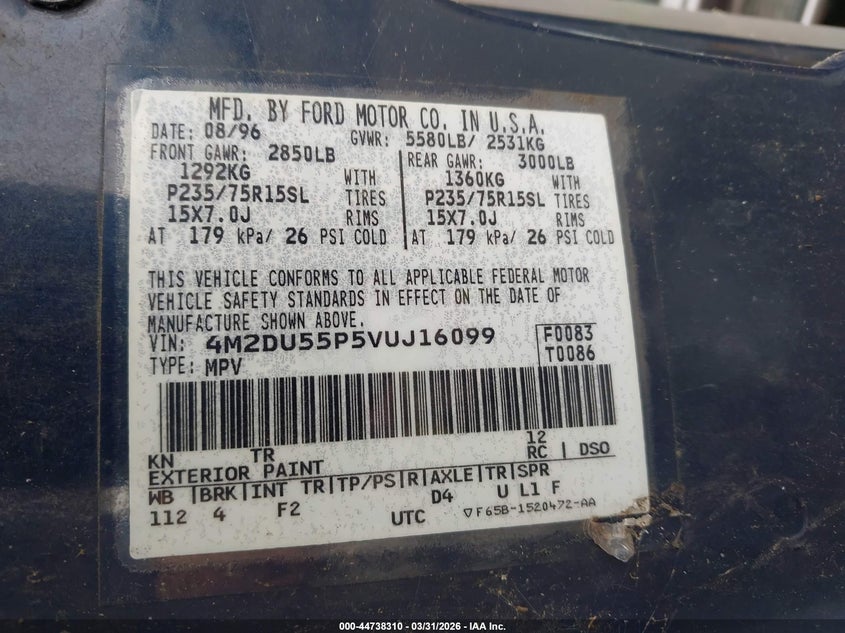 MFD. BY FORD MOTOR CO. IN U.S.A.
DATE: 08/96 GVWR: 5580LB/ 2531KG
FRONT GAWR: 2850LB REAR GAWR: 3000LB
1292KG WITH 1360KG WITH
P235/75R15SL TIRES P235/75R15SL TIRES
15X7.0J RIMS 15X7.0J RIMS
AT 179 kPa/ 26 PSI COLD AT 179 kPa/ 26 PSI COLD
THIS VEHICLE CONFORMS TO ALL APPLICABLE FEDERAL MOTOR
VEHICLE SAFETY STANDARDS IN EFFECT ON THE DATE OF
MANUFACTURE SHOWN ABOVE.
VIN: 4M2DU55P5VUJ16099 F0083
TYPE: MPV T0086
KN TR 12
EXTERIOR PAINT RC DSO
WB BRK INT TR TP/PS R AXLE TR SPR
112 4 F2 D4 U L1 F
UTC ▽F65B-1520472-AA
000-44738310 - 03/31/2026 - IAA Inc.